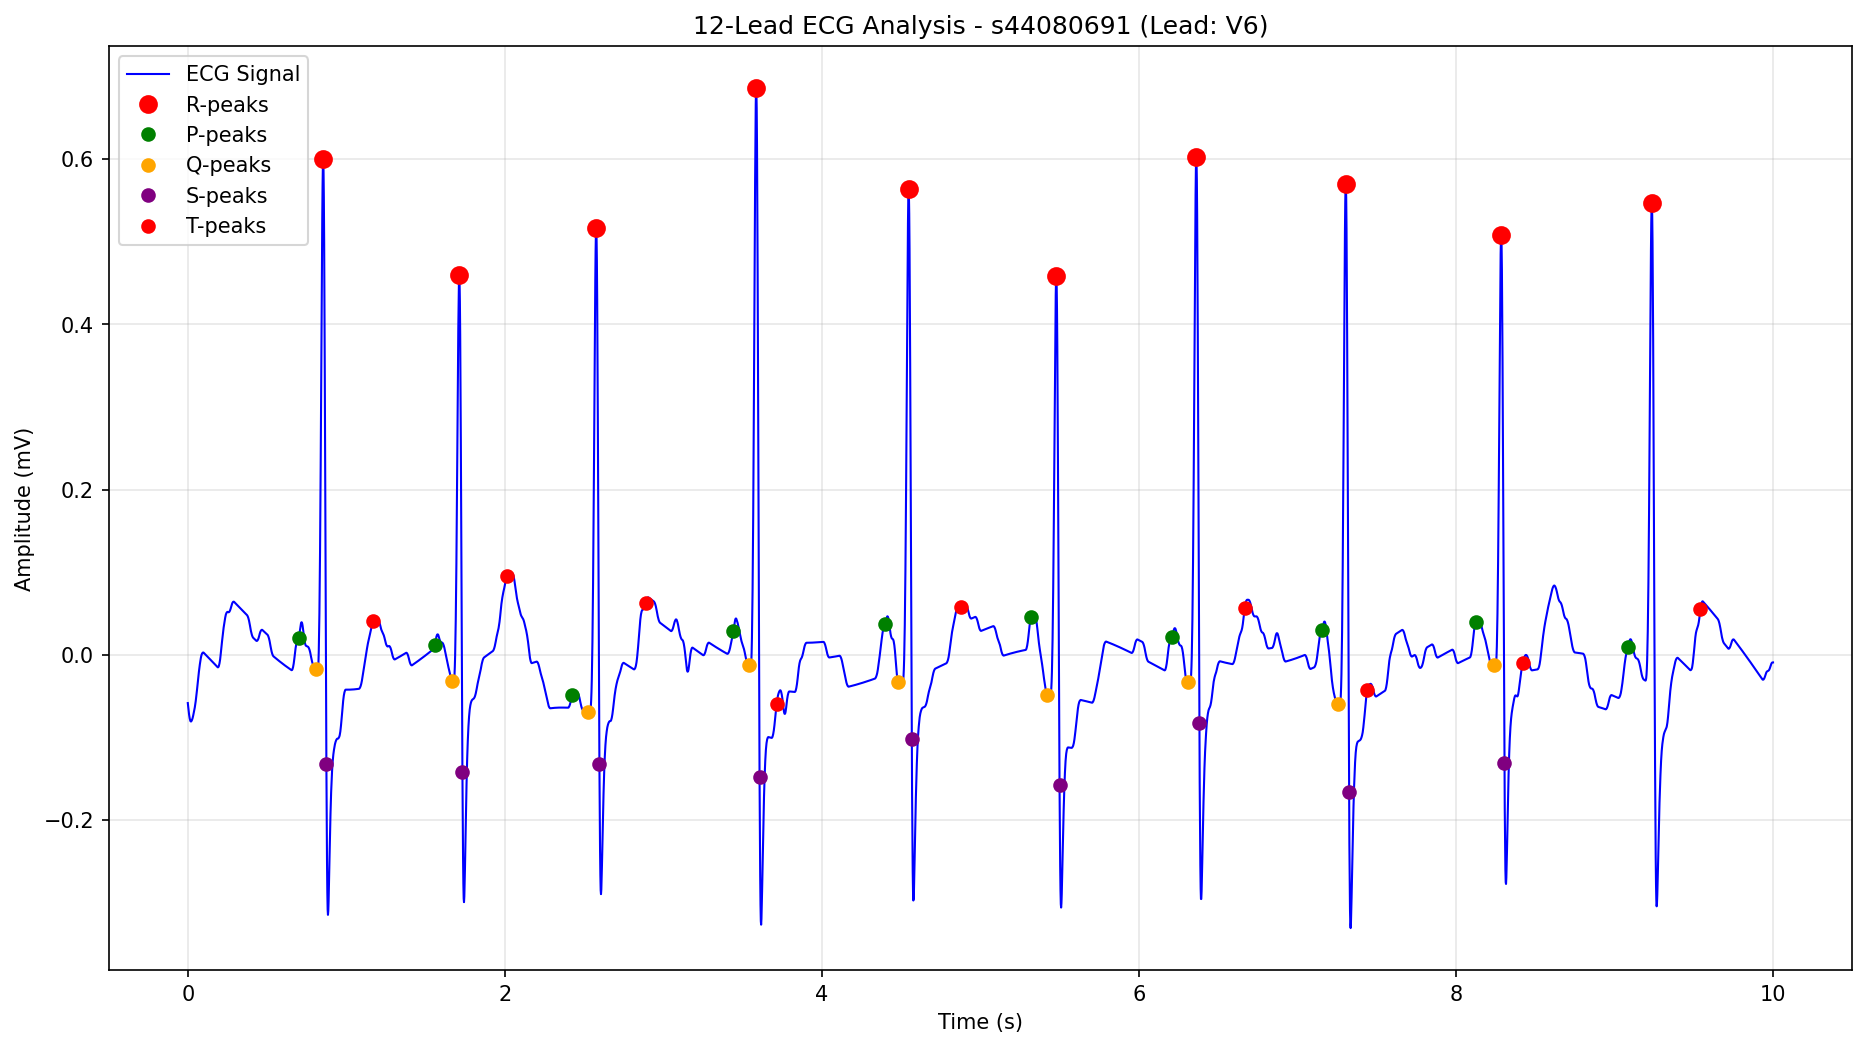 12-Lead ECG Analysis - s44080691 (Lead: V6)
ECG Signal
R-peaks
P-peaks
Q-peaks
S-peaks
T-peaks
Amplitude (mV)
0.6
0.4
0.2
0.0
−0.2
0 2 4 6 8 10
Time (s)